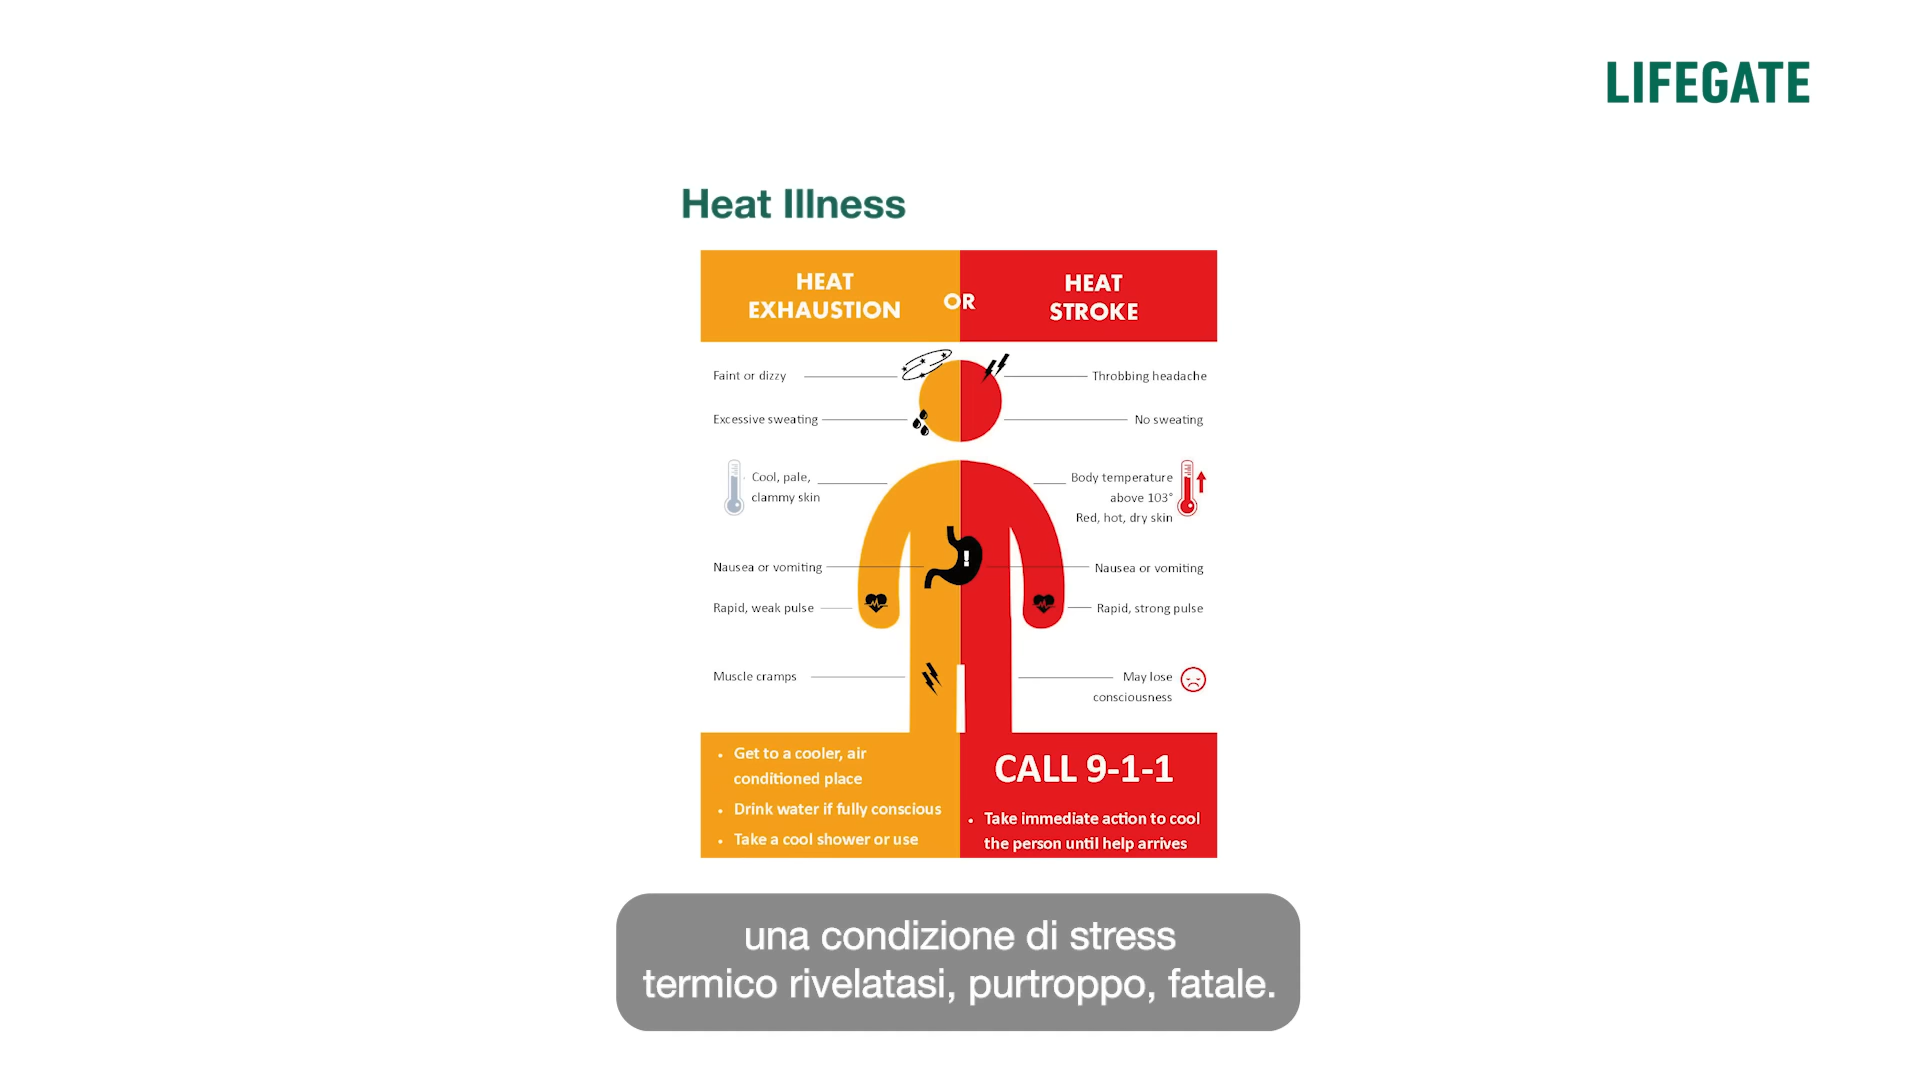 LIFEGATE
Heat Illness
HEAT
EXHAUSTION
OR
HEAT
STROKE
Faint or dizzy
Throbbing headache
Excessive sweating
No sweating
Cool, pale,
clammy skin
Body temperature
above 103°
Red, hot, dry skin
Nausea or vomiting
Nausea or vomiting
Rapid, weak pulse
Rapid, strong pulse
Muscle cramps
May lose
consciousness
• Get to a cooler, air
conditioned place
• Drink water if fully conscious
• Take a cool shower or use
CALL 9-1-1
• Take immediate action to cool
the person until help arrives
una condizione di stress
termico rivelatasi, purtroppo, fatale.